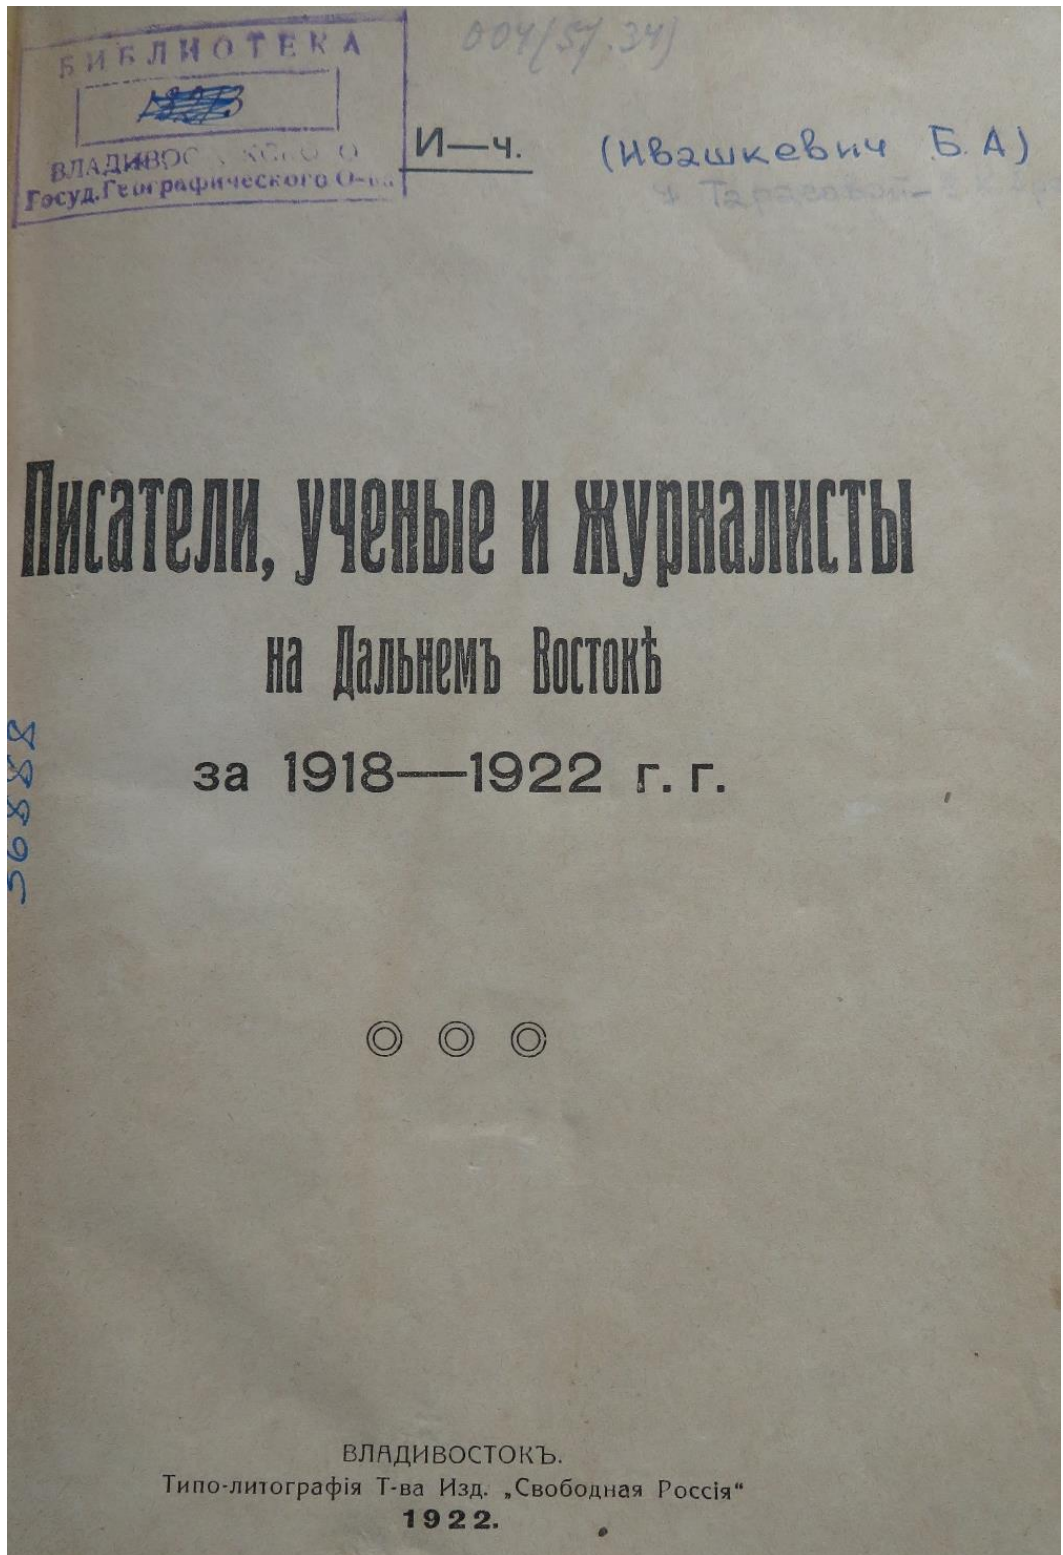 БИБЛИОТЕКА
ВЛАДИВОС
Госуд. Географического О-ва
004(57.34)
И—ч. (Ивашкевич Б. А)
Писатели, ученые и журналисты
на Дальнемъ Востокѣ
за 1918—1922 г. г.
56888
ВЛАДИВОСТОКЪ.
Типо-литографія Т-ва Изд. „Свободная Россія“
1922.